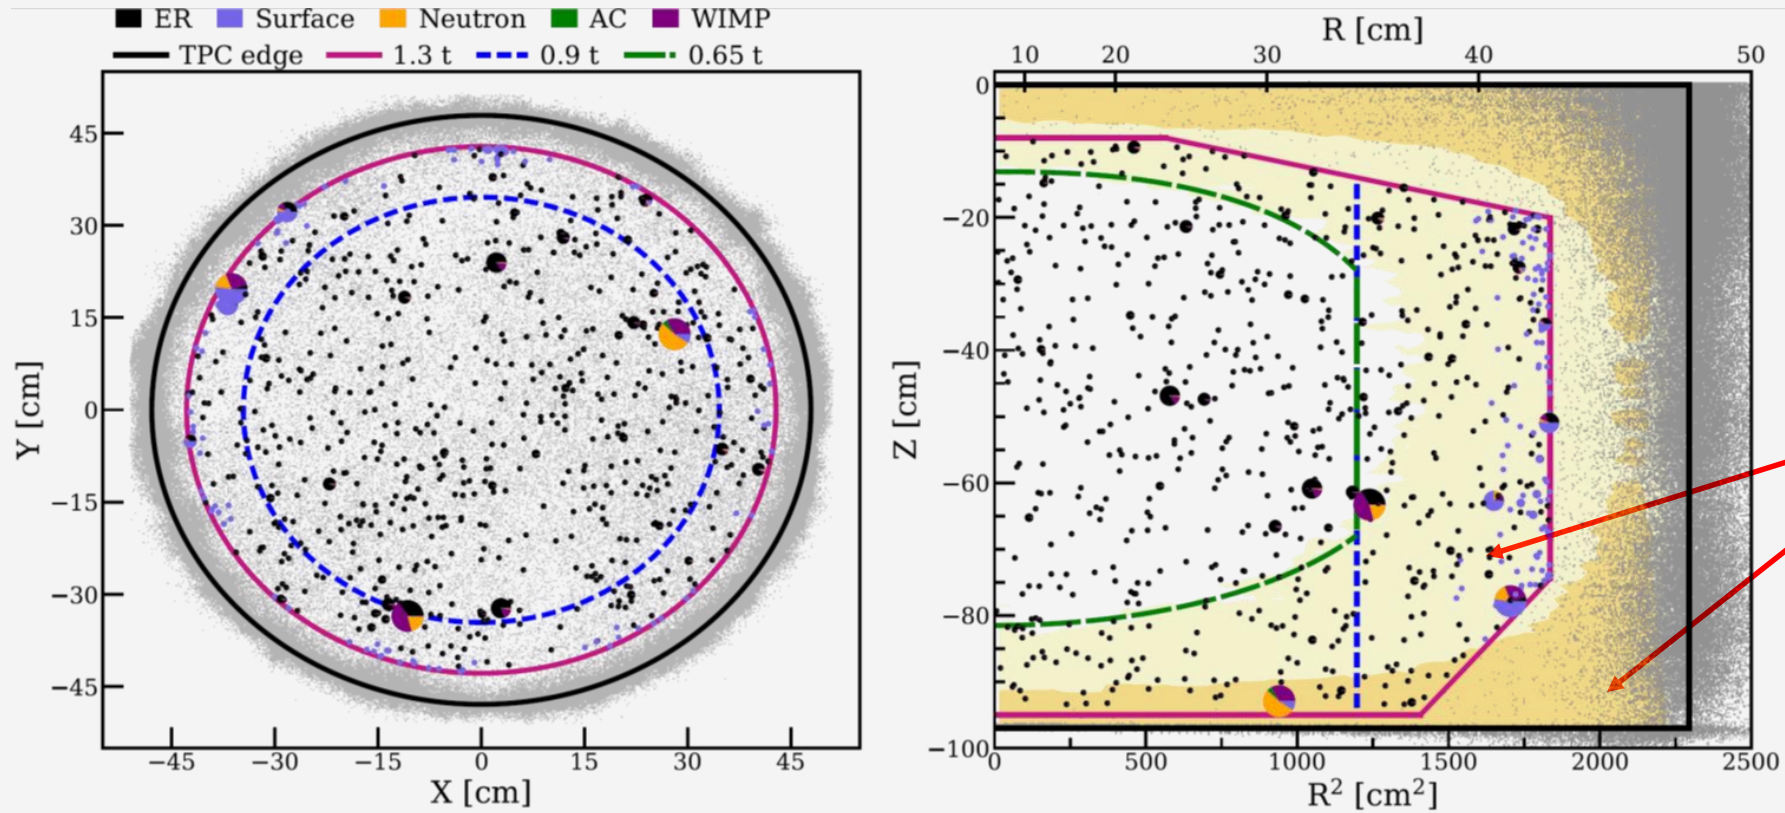 ER Surface Neutron AC WIMP
TPC edge 1.3 t 0.9 t 0.65 t
45
30
15
0
−15
−30
−45
Y [cm]
−45 −30 −15 0 15 30 45
X [cm]
R [cm]
10 20 30 40 50
0
−20
−40
−60
−80
−100
Z [cm]
0 500 1000 1500 2000 2500
R² [cm²]